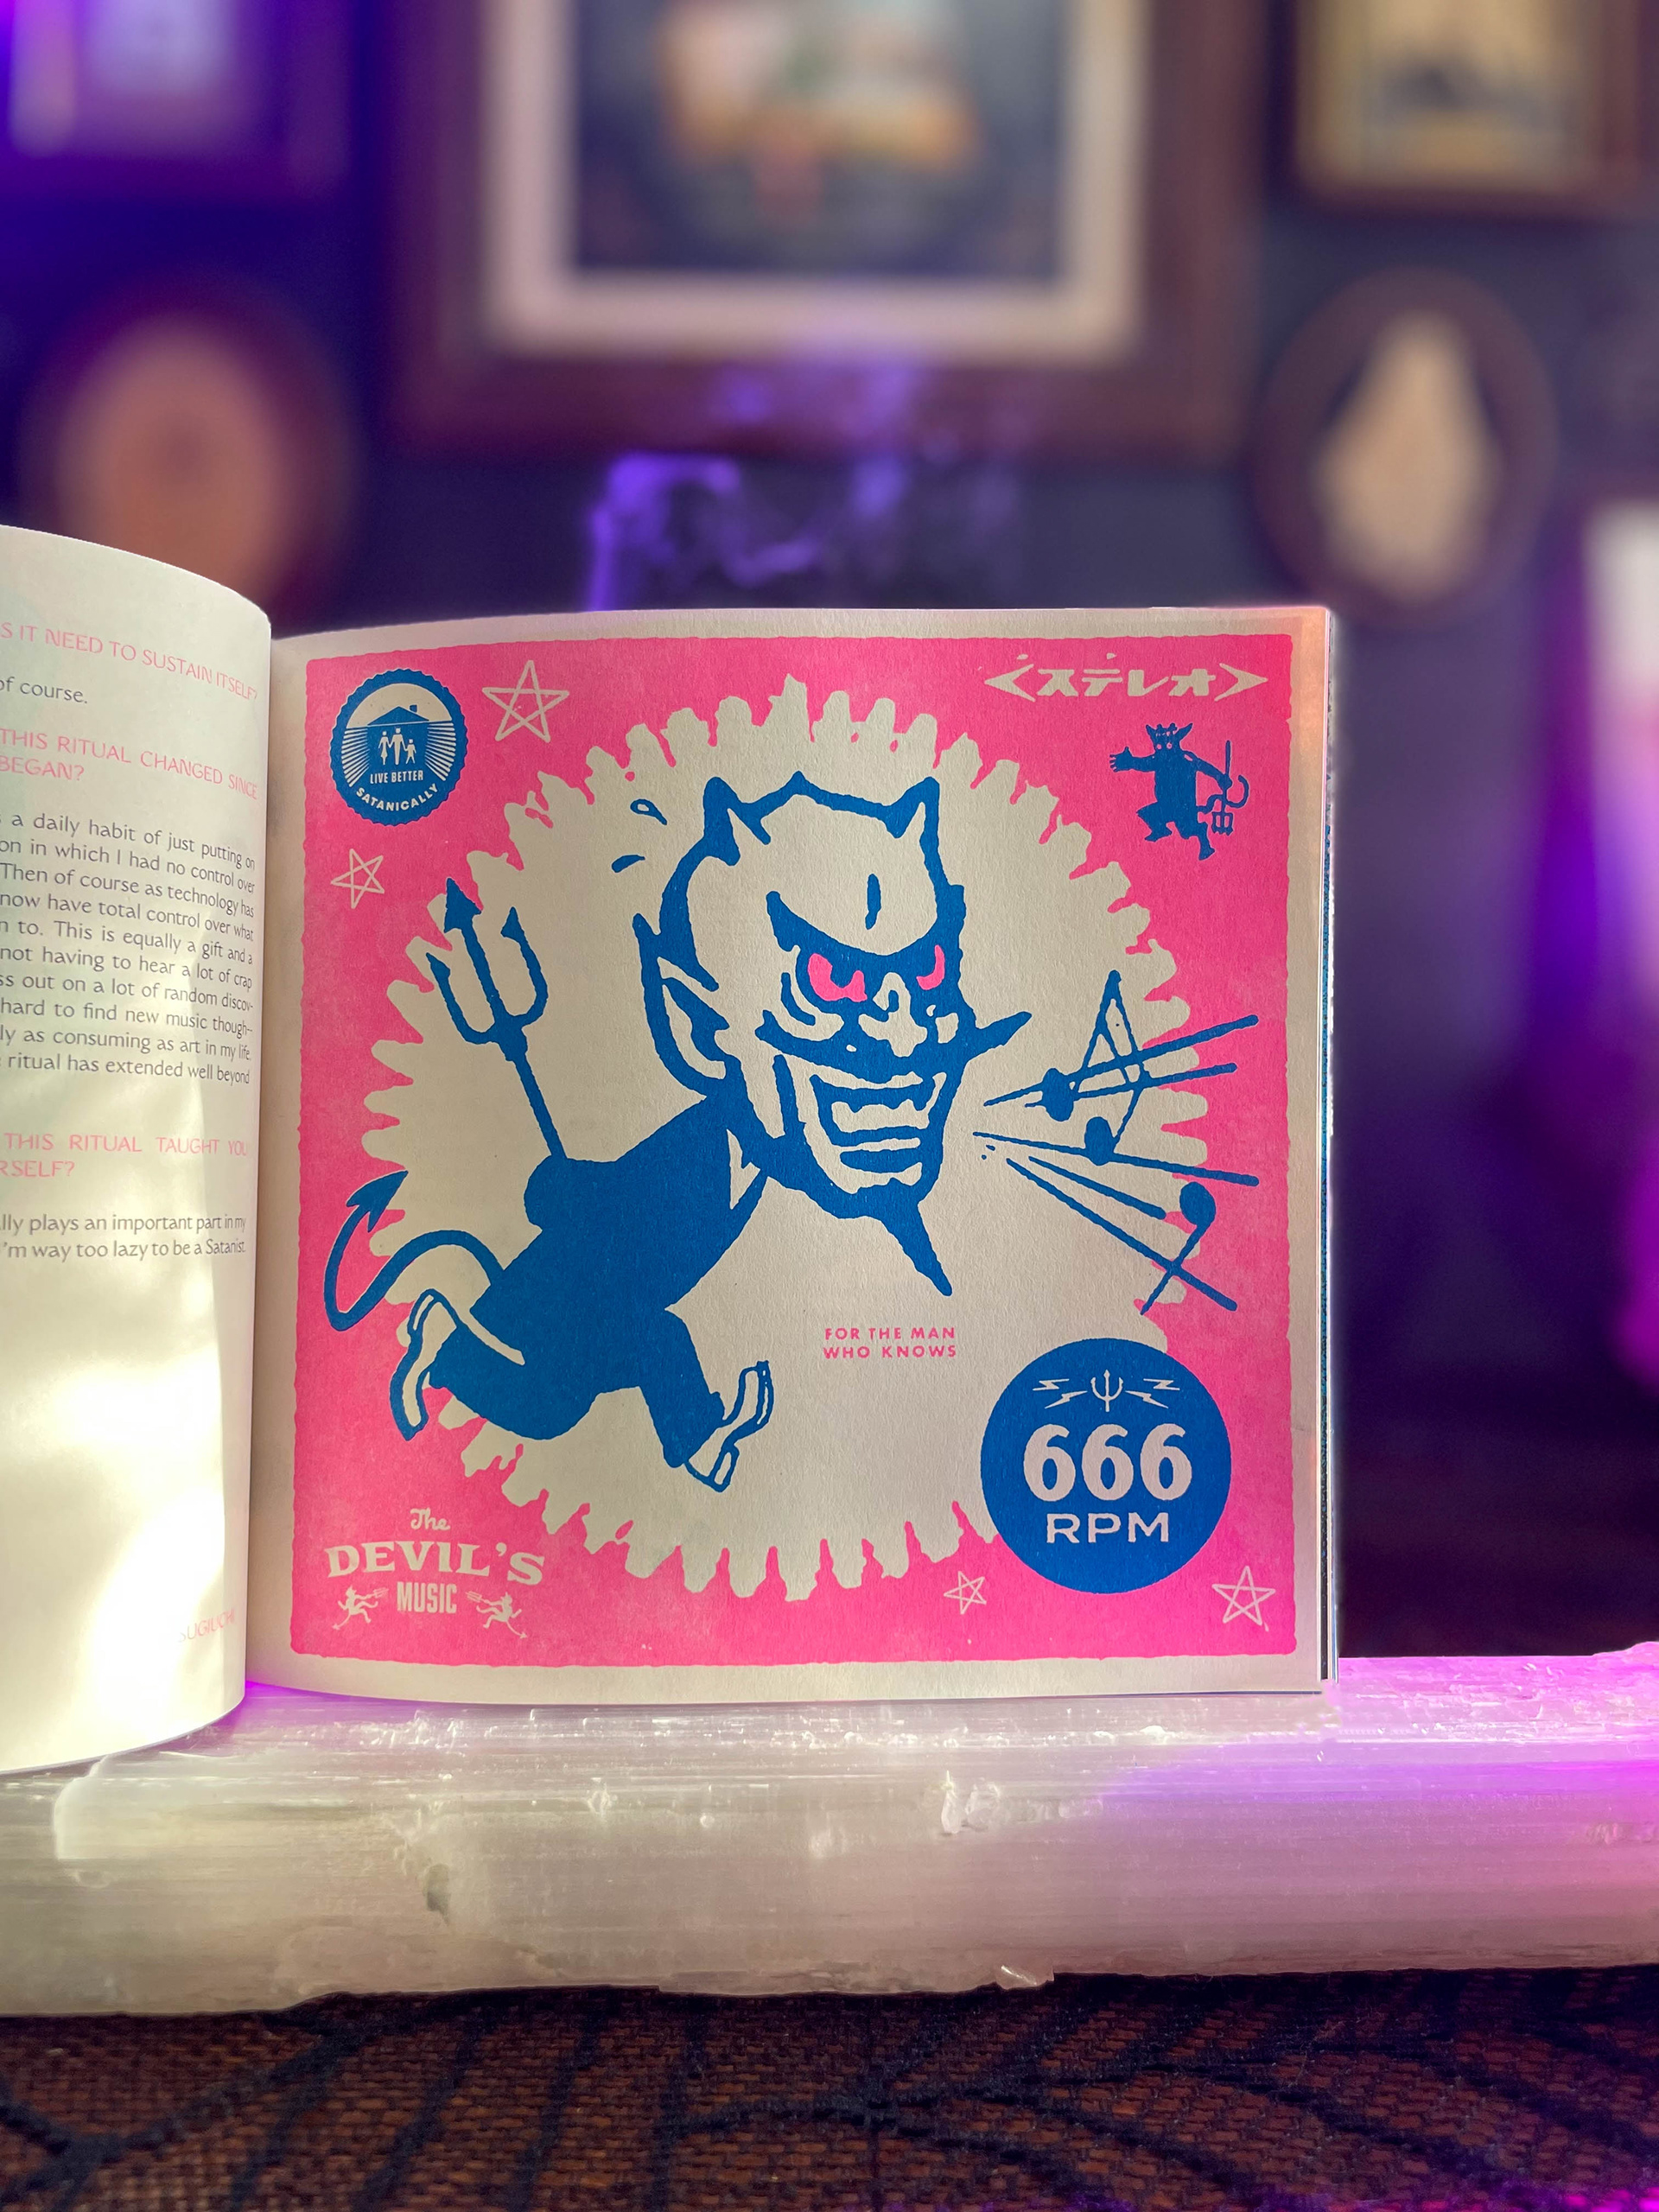 S IT NEED TO SUSTAIN ITSELF?
of course.
THIS RITUAL CHANGED SINCE
BEGAN?
a daily habit of just putting on
on in which I had no control over
Then of course as technology has
now have total control over what
n to. This is equally a gift and a
not having to hear a lot of crap
ss out on a lot of random discov-
hard to find new music though—
ly as consuming as art in my life.
ritual has extended well beyond
THIS RITUAL TAUGHT YOU
RSELF?
lly plays an important part in my
I'm way too lazy to be a Satanist.
SUGIUCHI
LIVE BETTER
SATANICALLY
<ステレオ>
FOR THE MAN
WHO KNOWS
666
RPM
The
DEVIL'S
MUSIC